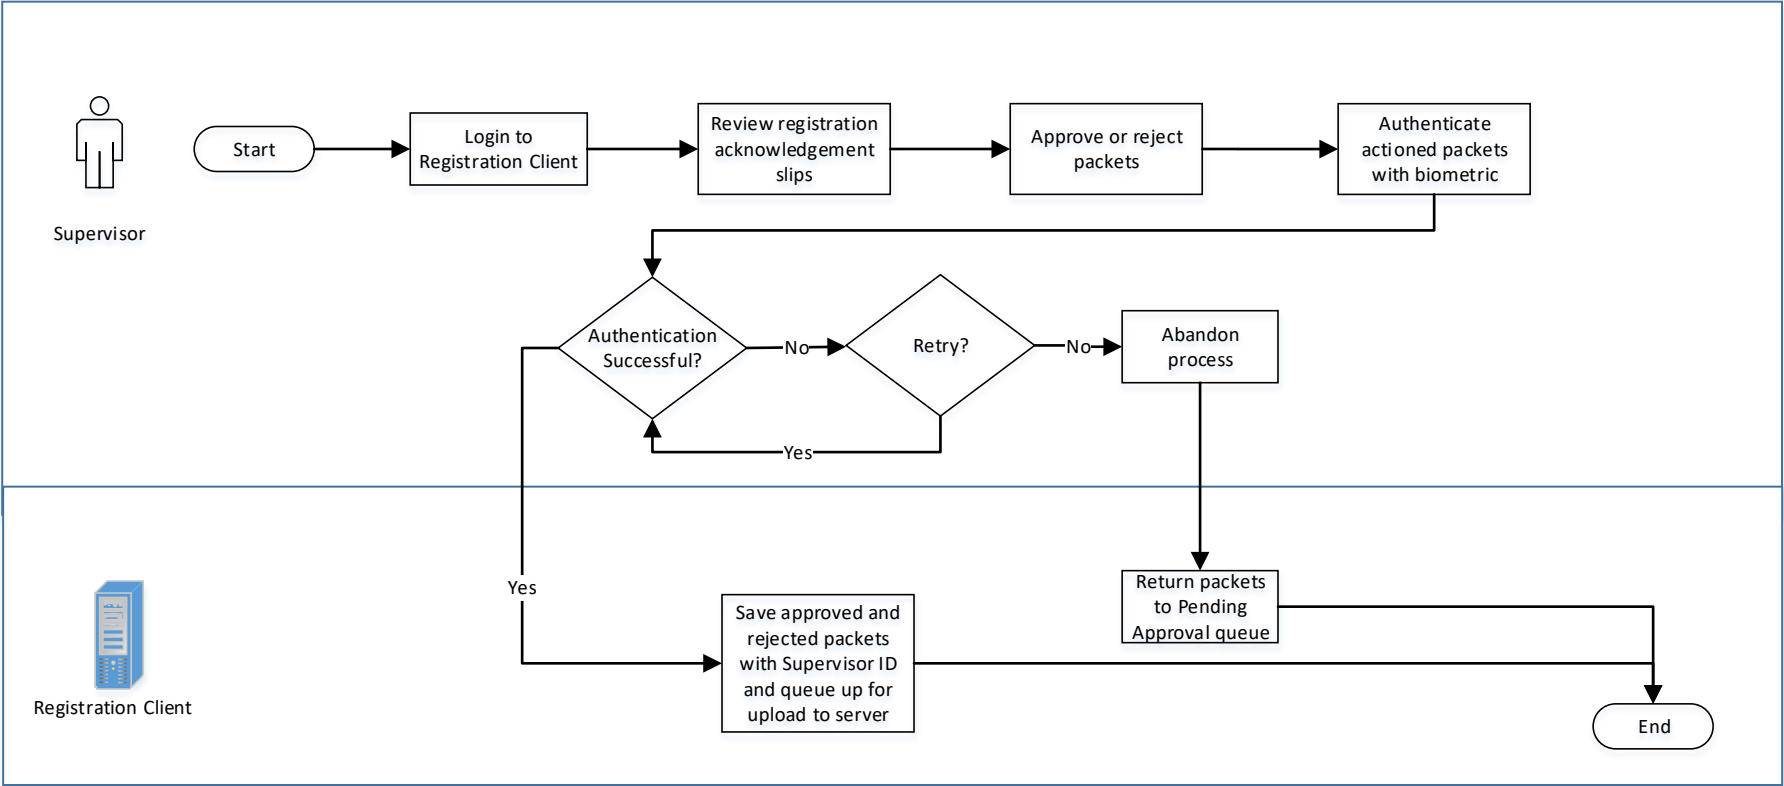 Start
Login to
Registration Client
Review registration
acknowledgement
slips
Approve or reject
packets
Authenticate
actioned packets
with biometric
Supervisor
Authentication
Successful?
No
Retry?
No
Abandon
process
Yes
Yes
Return packets
to Pending
Approval queue
Save approved and
rejected packets
with Supervisor ID
and queue up for
upload to server
Registration Client
End